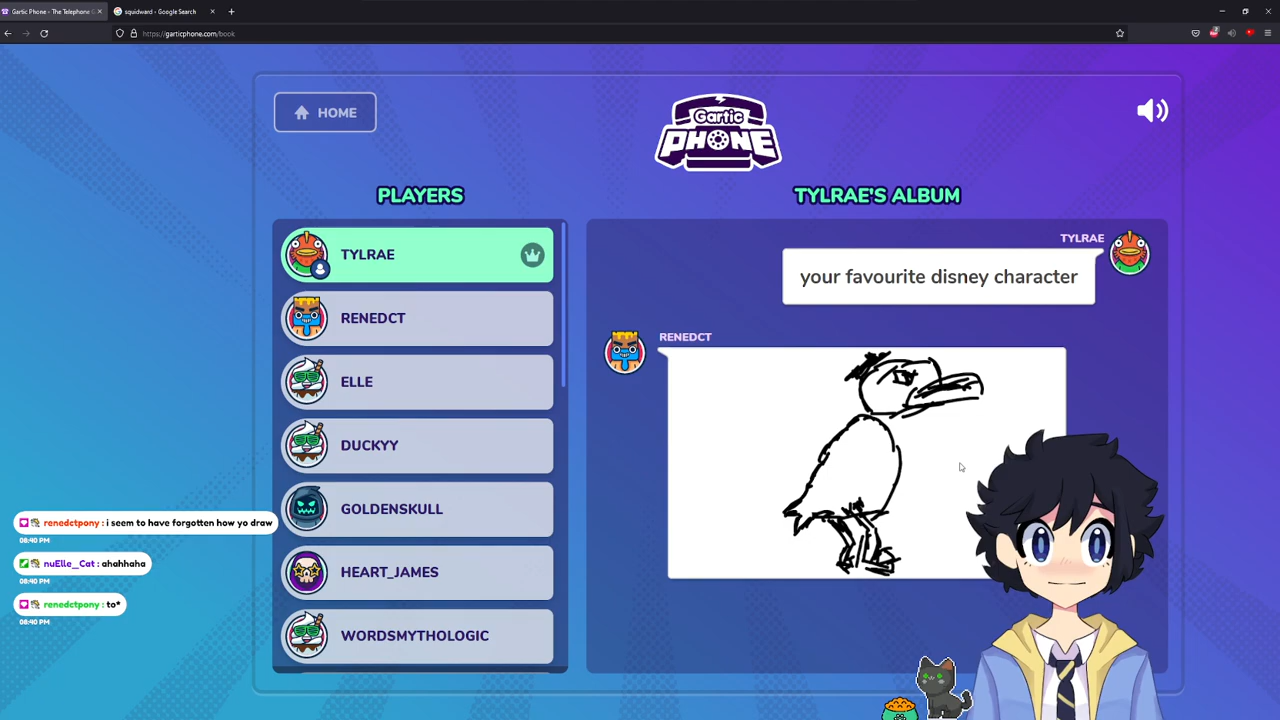 Gartic Phone - The Telephone G
squidward - Google Search
https://garticphone.com/book
HOME
Gartic
PHONE
PLAYERS
TYLRAE'S ALBUM
TYLRAE
RENEDCT
ELLE
DUCKYY
GOLDENSKULL
HEART_JAMES
WORDSMYTHOLOGIC
TYLRAE
your favourite disney character
RENEDCT
renedctpony : i seem to have forgotten how yo draw
08:40 PM
nuElle_Cat : ahahhaha
08:40 PM
renedctpony : to*
08:40 PM